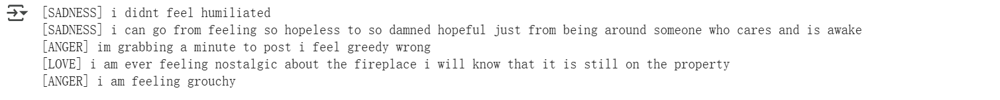 [SADNESS] i didnt feel humiliated
[SADNESS] i can go from feeling so hopeless to so damned hopeful just from being around someone who cares and is awake
[ANGER] im grabbing a minute to post i feel greedy wrong
[LOVE] i am ever feeling nostalgic about the fireplace i will know that it is still on the property
[ANGER] i am feeling grouchy